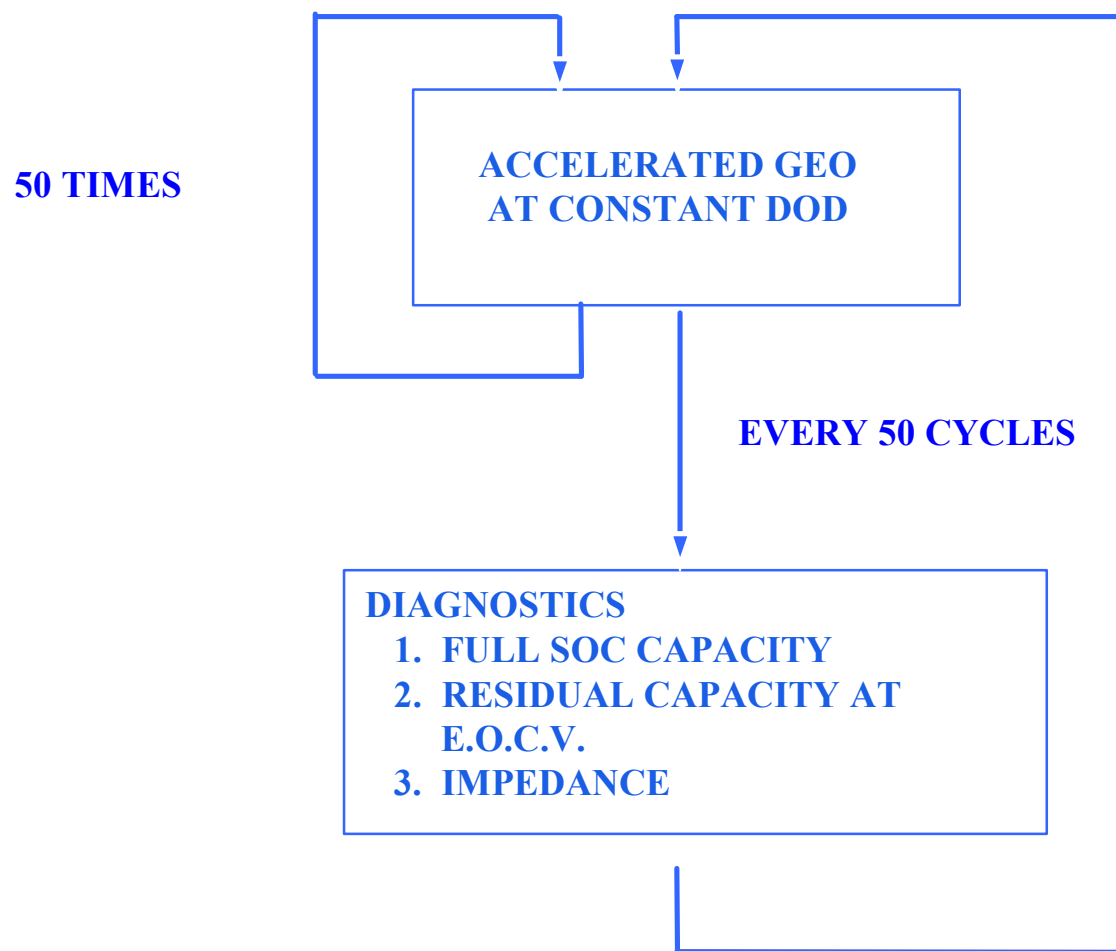 50 TIMES
ACCELERATED GEO
AT CONSTANT DOD
EVERY 50 CYCLES
DIAGNOSTICS
1. FULL SOC CAPACITY
2. RESIDUAL CAPACITY AT
E.O.C.V.
3. IMPEDANCE